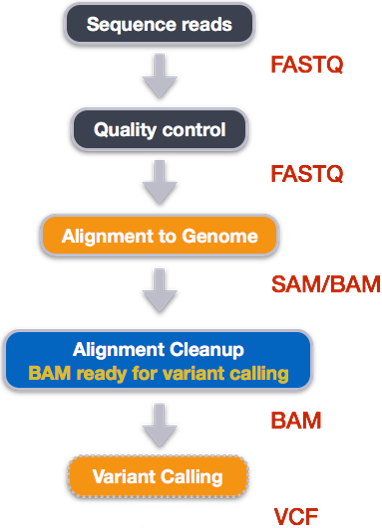 Sequence reads
FASTQ
Quality control
FASTQ
Alignment to Genome
SAM/BAM
Alignment Cleanup
BAM ready for variant calling
BAM
Variant Calling
VCF